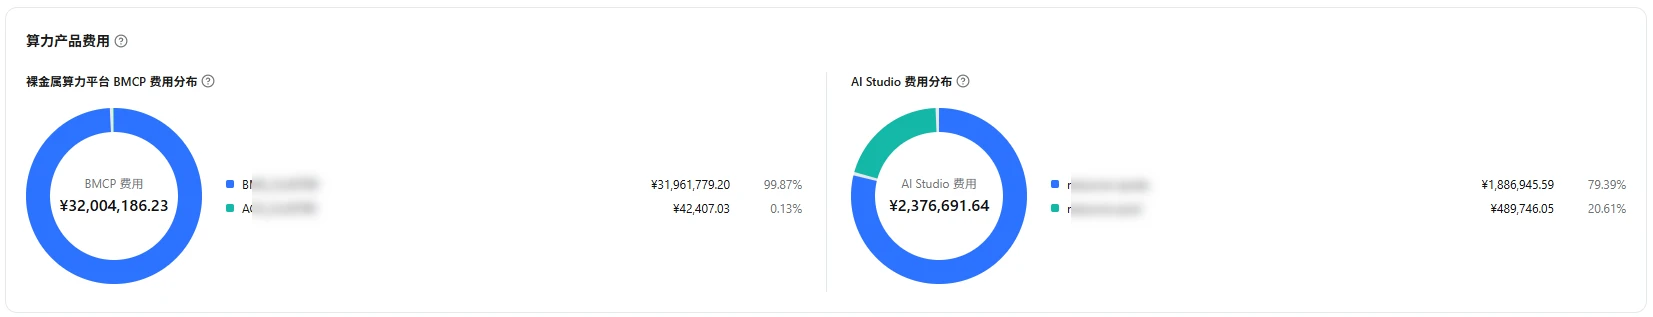 算力产品费用
裸金属算力平台 BMCP 费用分布
BMCP 费用
¥32,004,186.23
¥31,961,779.20 99.87%
¥42,407.03 0.13%
AI Studio 费用分布
AI Studio 费用
¥2,376,691.64
¥1,886,945.59 79.39%
¥489,746.05 20.61%